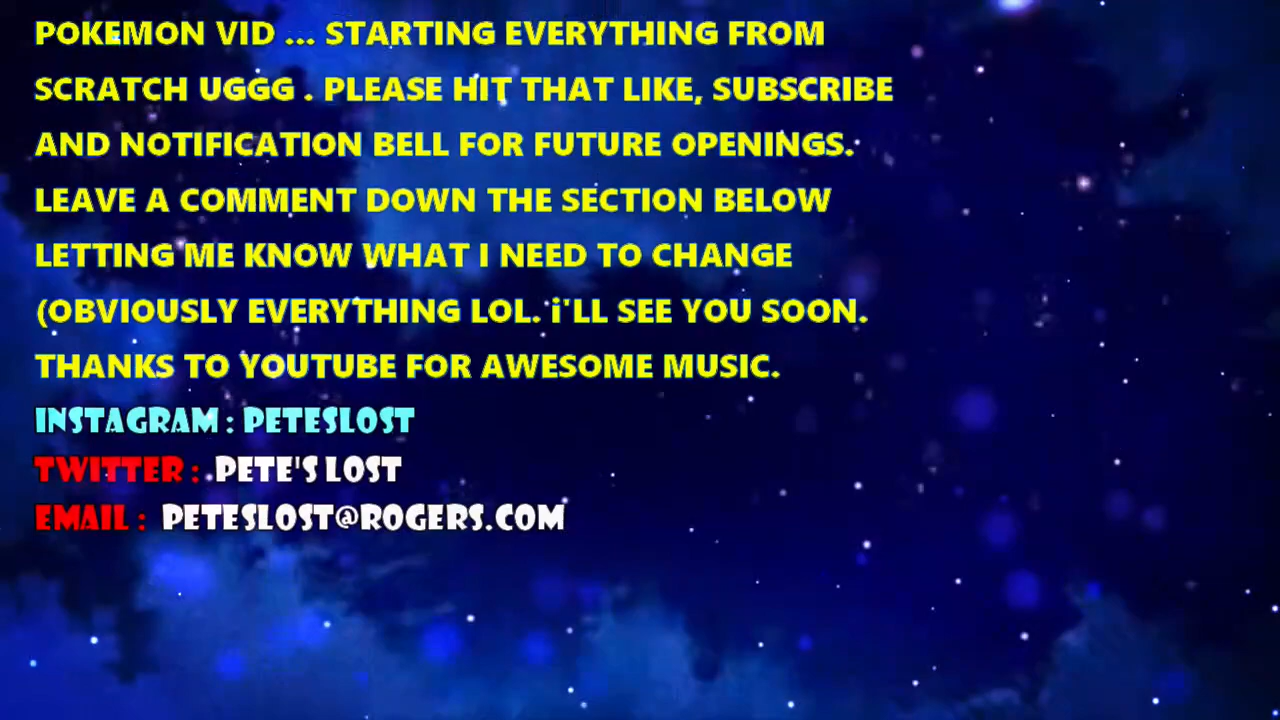 POKEMON VID ... STARTING EVERYTHING FROM
SCRATCH UGGG . PLEASE HIT THAT LIKE, SUBSCRIBE
AND NOTIFICATION BELL FOR FUTURE OPENINGS.
LEAVE A COMMENT DOWN THE SECTION BELOW
LETTING ME KNOW WHAT I NEED TO CHANGE
(OBVIOUSLY EVERYTHING LOL. i'LL SEE YOU SOON.
THANKS TO YOUTUBE FOR AWESOME MUSIC.
INSTAGRAM : PETESLOST
TWITTER : PETE'S LOST
EMAIL : PETESLOST@ROGERS.COM